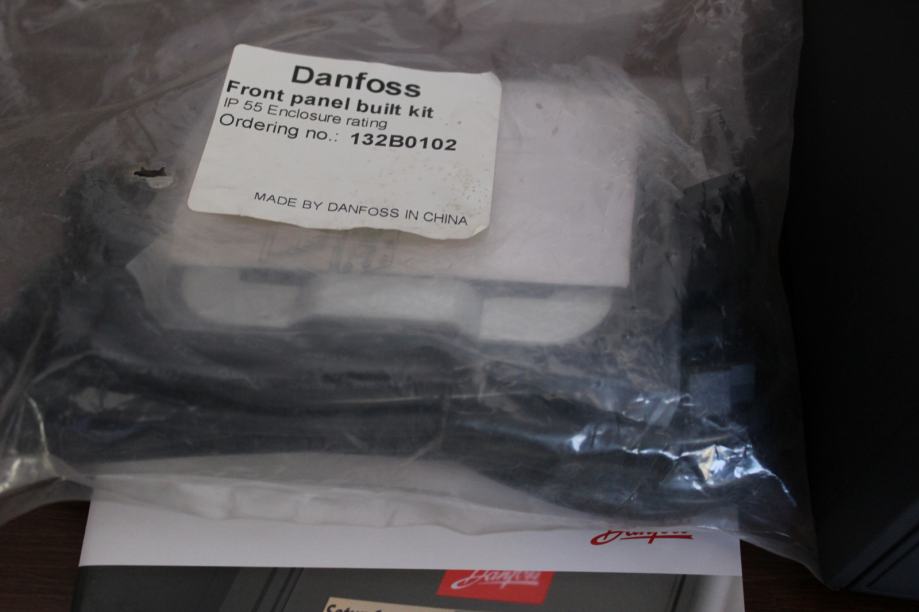 Danfoss
Front panel built kit
IP 55 Enclosure rating
Ordering no.: 132B0102
MADE BY DANFOSS IN CHINA
Danfoss
Danfoss